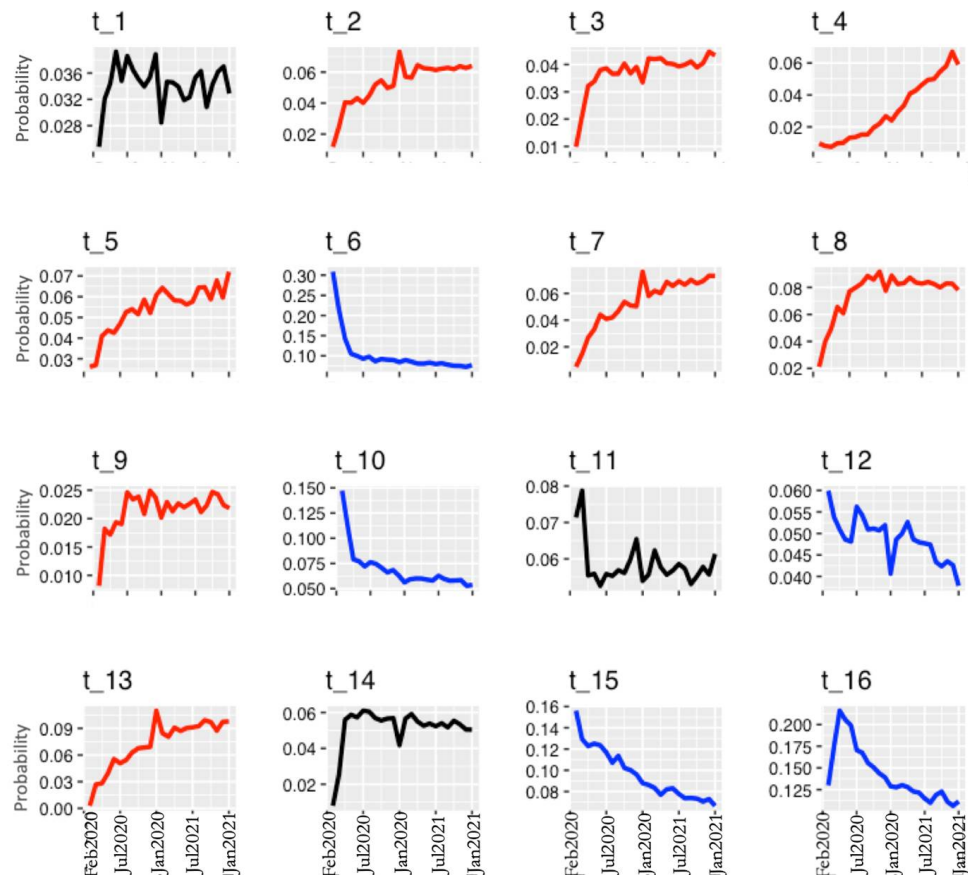 t_1 t_2 t_3 t_4
Probability
0.036 0.06 0.04 0.06
0.032 0.04 0.03 0.04
0.028 0.02 0.02 0.02
0.01
t_5 t_6 t_7 t_8
Probability
0.07 0.30 0.06 0.08
0.06 0.25 0.04 0.06
0.05 0.20 0.02 0.04
0.04 0.15 0.02
0.03 0.10
t_9 t_10 t_11 t_12
Probability
0.025 0.150 0.08 0.060
0.020 0.125 0.07 0.055
0.015 0.100 0.06 0.050
0.010 0.075 0.045
0.050 0.040
t_13 t_14 t_15 t_16
Probability
0.09 0.06 0.16 0.200
0.06 0.04 0.14 0.175
0.03 0.02 0.12 0.150
0.00 0.10 0.125
0.08
Feb2020 Jul2020 Jan2020 Jul2021 Jan2021 Feb2020 Jul2020 Jan2020 Jul2021 Jan2021 Feb2020 Jul2020 Jan2020 Jul2021 Jan2021 Feb2020 Jul2020 Jan2020 Jul2021 Jan2021